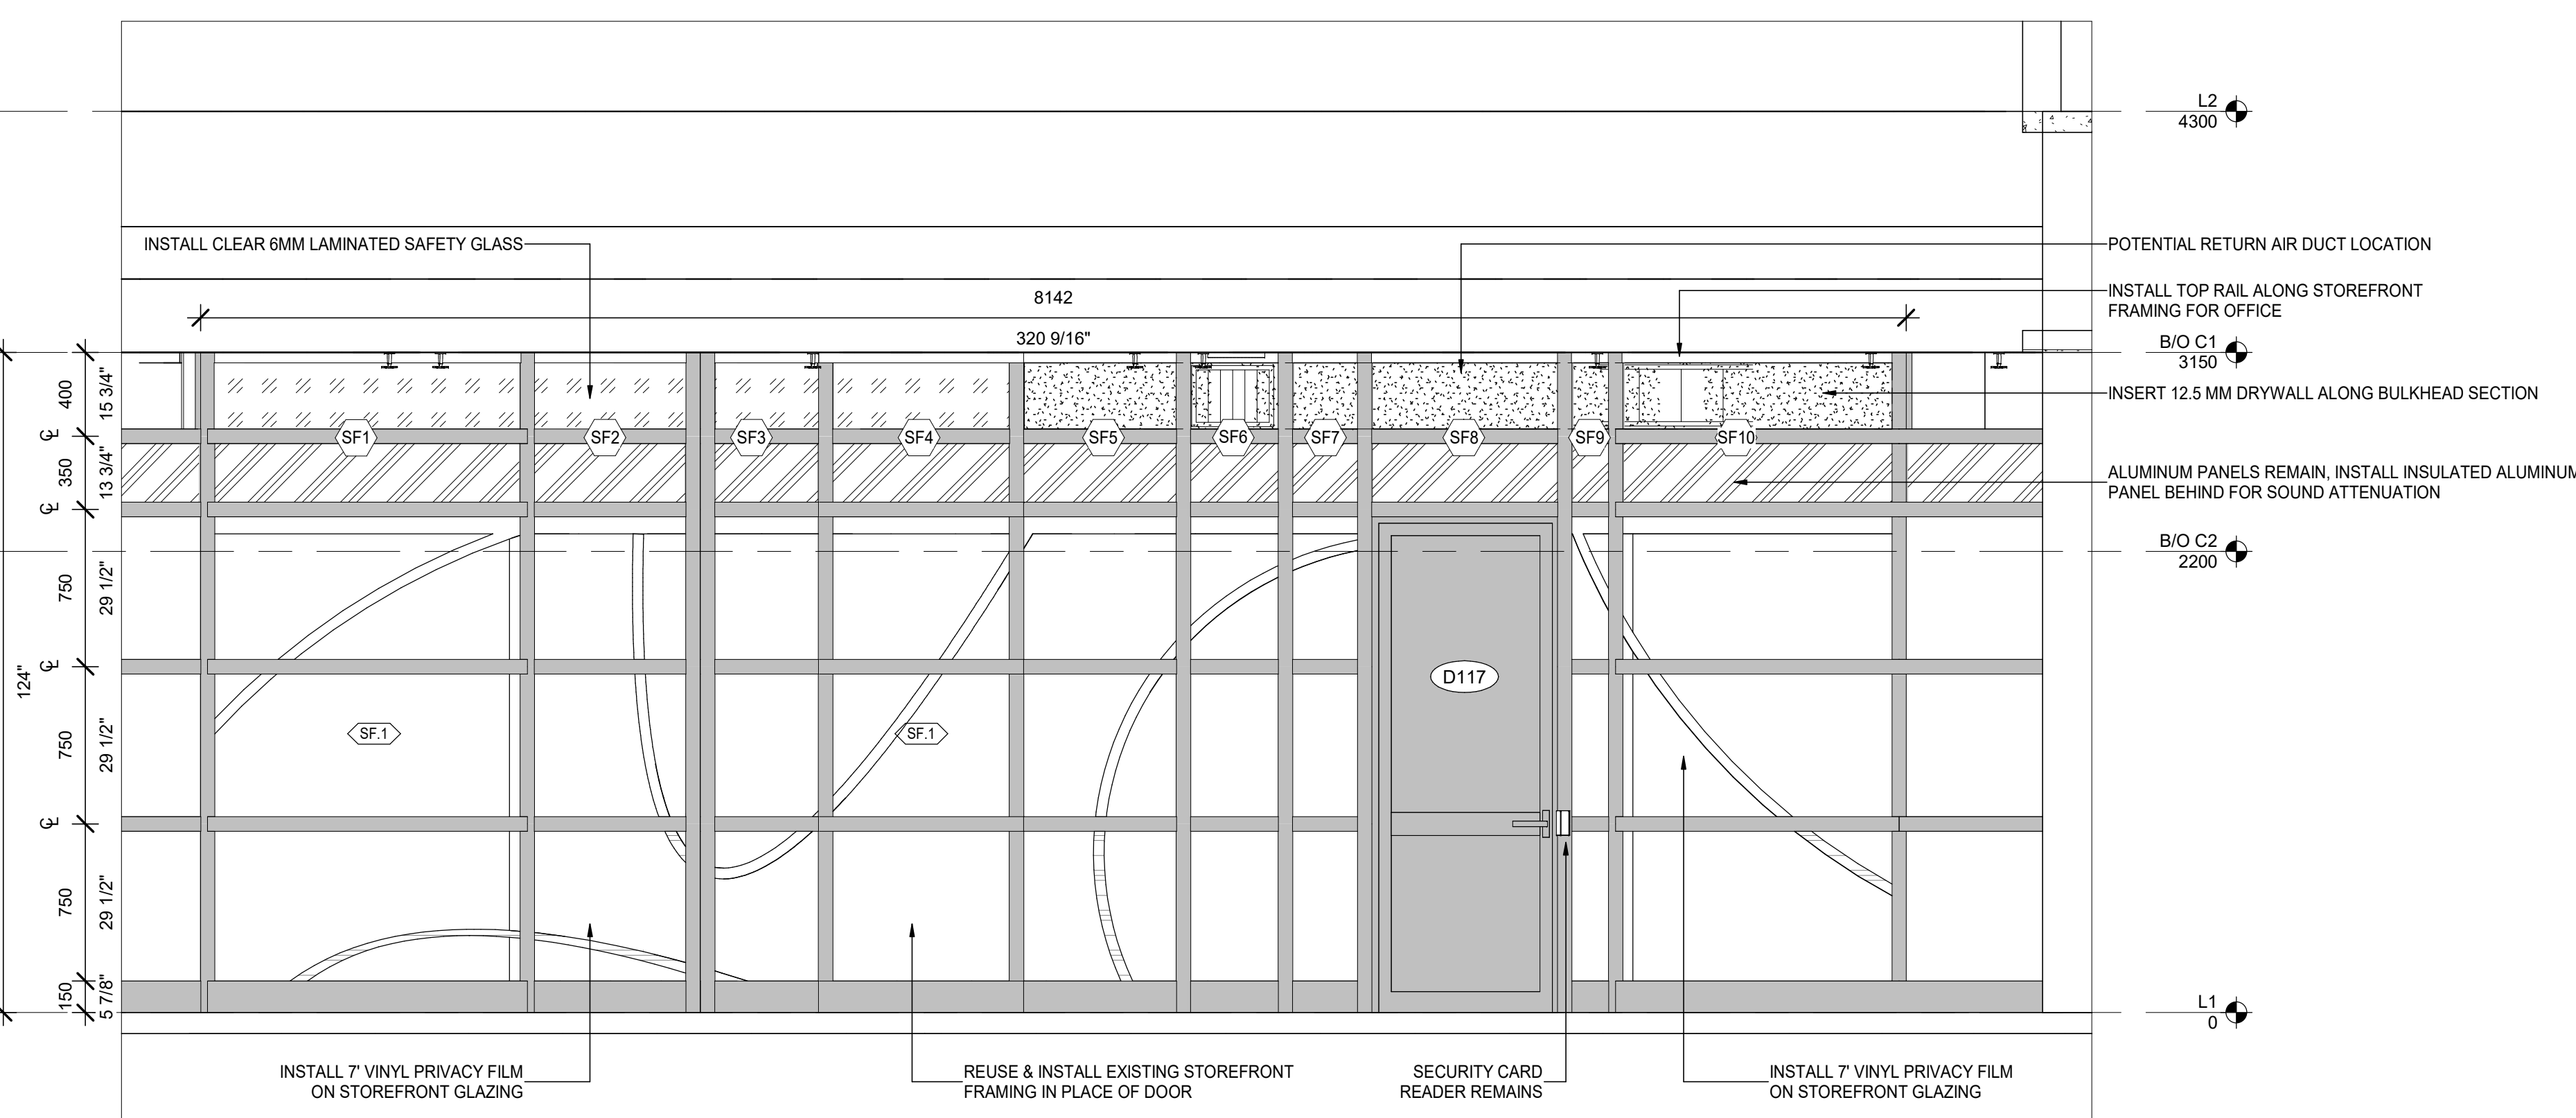 L2
4300
INSTALL CLEAR 6MM LAMINATED SAFETY GLASS
POTENTIAL RETURN AIR DUCT LOCATION
8142
320 9/16"
INSTALL TOP RAIL ALONG STOREFRONT
FRAMING FOR OFFICE
B/O C1
3150
400
15 3/4"
INSERT 12.5 MM DRYWALL ALONG BULKHEAD SECTION
SF1
SF2
SF3
SF4
SF5
SF6
SF7
SF8
SF9
SF10
CL
350
13 3/4"
ALUMINUM PANELS REMAIN, INSTALL INSULATED ALUMINUM
PANEL BEHIND FOR SOUND ATTENUATION
CL
B/O C2
2200
750
29 1/2"
124"
CL
D117
750
29 1/2"
SF.1
SF.1
CL
750
29 1/2"
150
5 7/8"
L1
0
INSTALL 7' VINYL PRIVACY FILM
ON STOREFRONT GLAZING
REUSE & INSTALL EXISTING STOREFRONT
FRAMING IN PLACE OF DOOR
SECURITY CARD
READER REMAINS
INSTALL 7' VINYL PRIVACY FILM
ON STOREFRONT GLAZING